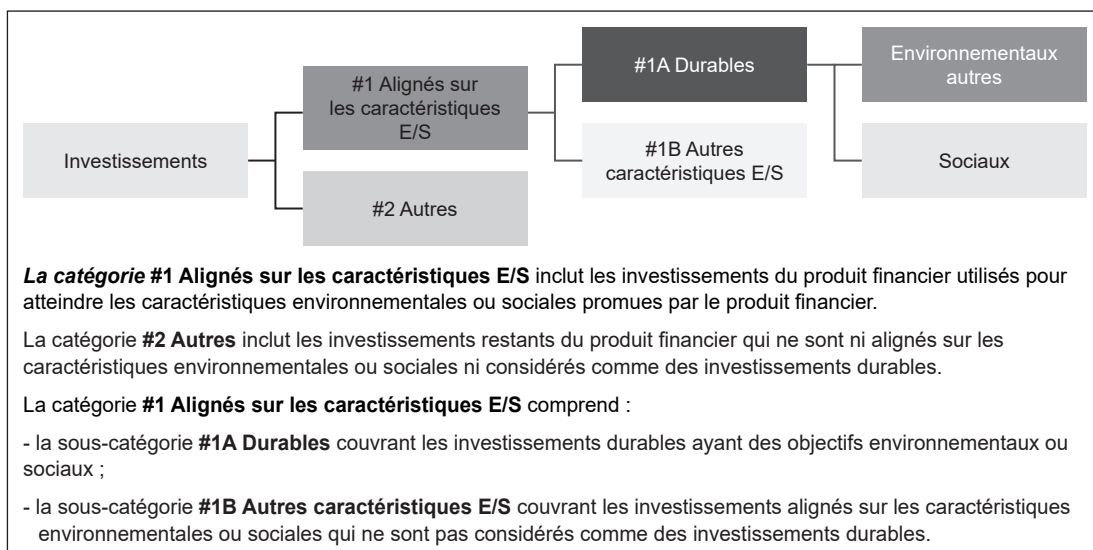 Investissements
#1 Alignés sur
les caractéristiques
E/S
#2 Autres
#1A Durables
#1B Autres
caractéristiques E/S
Environnementaux
autres
Sociaux
La catégorie #1 Alignés sur les caractéristiques E/S inclut les investissements du produit financier utilisés pour
atteindre les caractéristiques environnementales ou sociales promues par le produit financier.
La catégorie #2 Autres inclut les investissements restants du produit financier qui ne sont ni alignés sur les
caractéristiques environnementales ou sociales ni considérés comme des investissements durables.
La catégorie #1 Alignés sur les caractéristiques E/S comprend :
- la sous-catégorie #1A Durables couvrant les investissements durables ayant des objectifs environnementaux ou
sociaux ;
- la sous-catégorie #1B Autres caractéristiques E/S couvrant les investissements alignés sur les caractéristiques
environnementales ou sociales qui ne sont pas considérés comme des investissements durables.